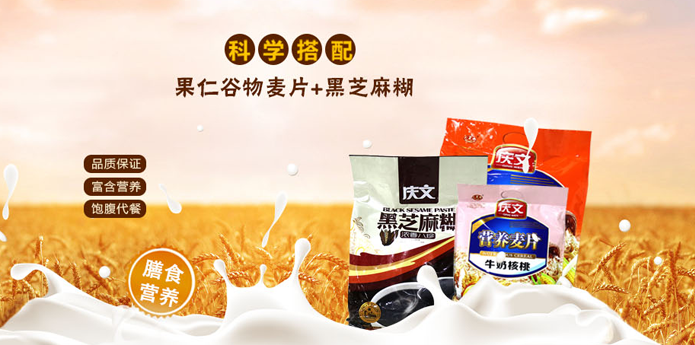 科学搭配
果仁谷物麦片+黑芝麻糊
品质保证
富含营养
饱腹代餐
膳食
营养
庆文
BLACK SESAME PASTE
黑芝麻糊
庆文
庆文
营养麦片
牛奶核桃